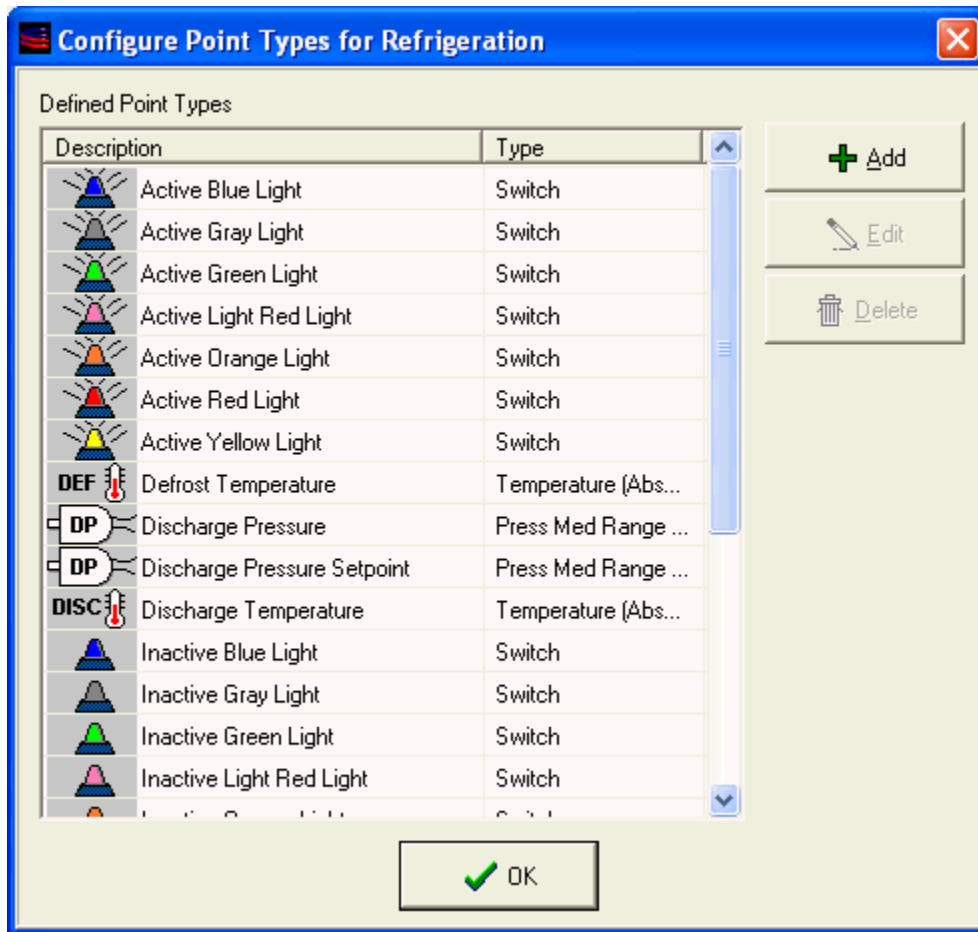 Configure Point Types for Refrigeration
Defined Point Types
Description Type
Active Blue Light Switch
Active Gray Light Switch
Active Green Light Switch
Active Light Red Light Switch
Active Orange Light Switch
Active Red Light Switch
Active Yellow Light Switch
DEF Defrost Temperature Temperature (Abs...
DP Discharge Pressure Press Med Range ...
DP Discharge Pressure Setpoint Press Med Range ...
DISC Discharge Temperature Temperature (Abs...
Inactive Blue Light Switch
Inactive Gray Light Switch
Inactive Green Light Switch
Inactive Light Red Light Switch
Add
Edit
Delete
OK